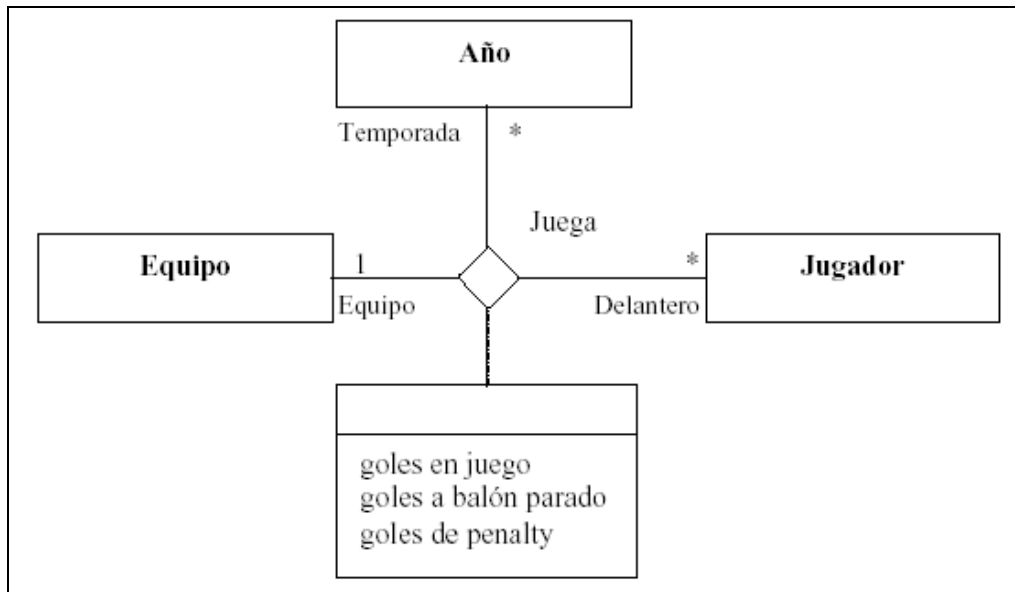 Año
Temporada *
Juega
Equipo 1 * Jugador
Equipo Delantero
goles en juego
goles a balón parado
goles de penalty